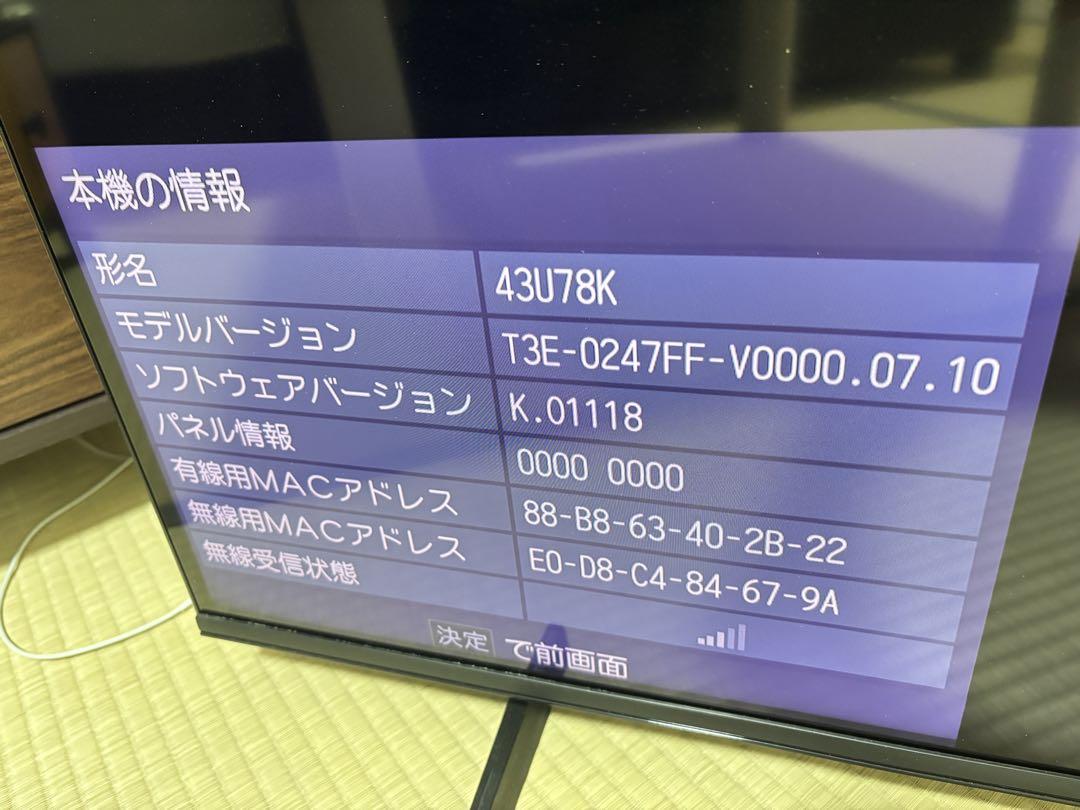 本機の情報
形名 43U78K
モデルバージョン T3E-0247FF-V0000.07.10
ソフトウェアバージョン K.01118
パネル情報 0000 0000
有線用MACアドレス 88-B8-63-40-2B-22
無線用MACアドレス E0-D8-C4-84-67-9A
無線受信状態
決定 で前画面